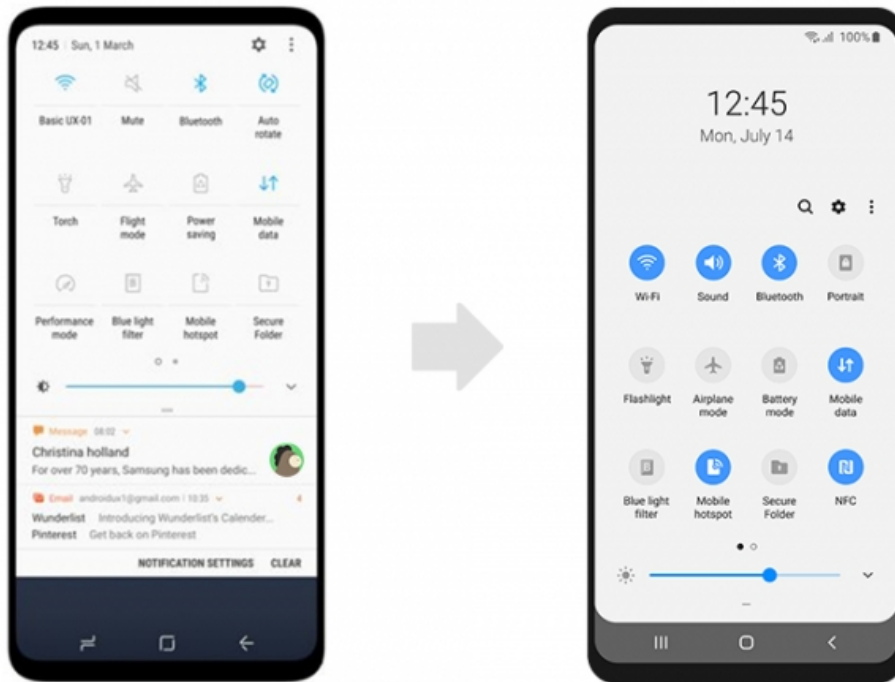 12:45 Sun, 1 March
Basic UX-01 Mute Bluetooth Auto
rotate
Torch Flight Power Mobile
mode saving data
Performance Blue light Mobile Secure
mode filter hotspot Folder
Message 08:02
Christina holland
For over 70 years, Samsung has been dedic...
Email androidux1@gmail.com | 10:35 4
Wunderlist Introducing Wunderlist's Calender...
Pinterest Get back on Pinterest
NOTIFICATION SETTINGS CLEAR
100%
12:45
Mon, July 14
Wi-Fi Sound Bluetooth Portrait
Flashlight Airplane Battery Mobile
mode mode data
Blue light Mobile Secure NFC
filter hotspot Folder